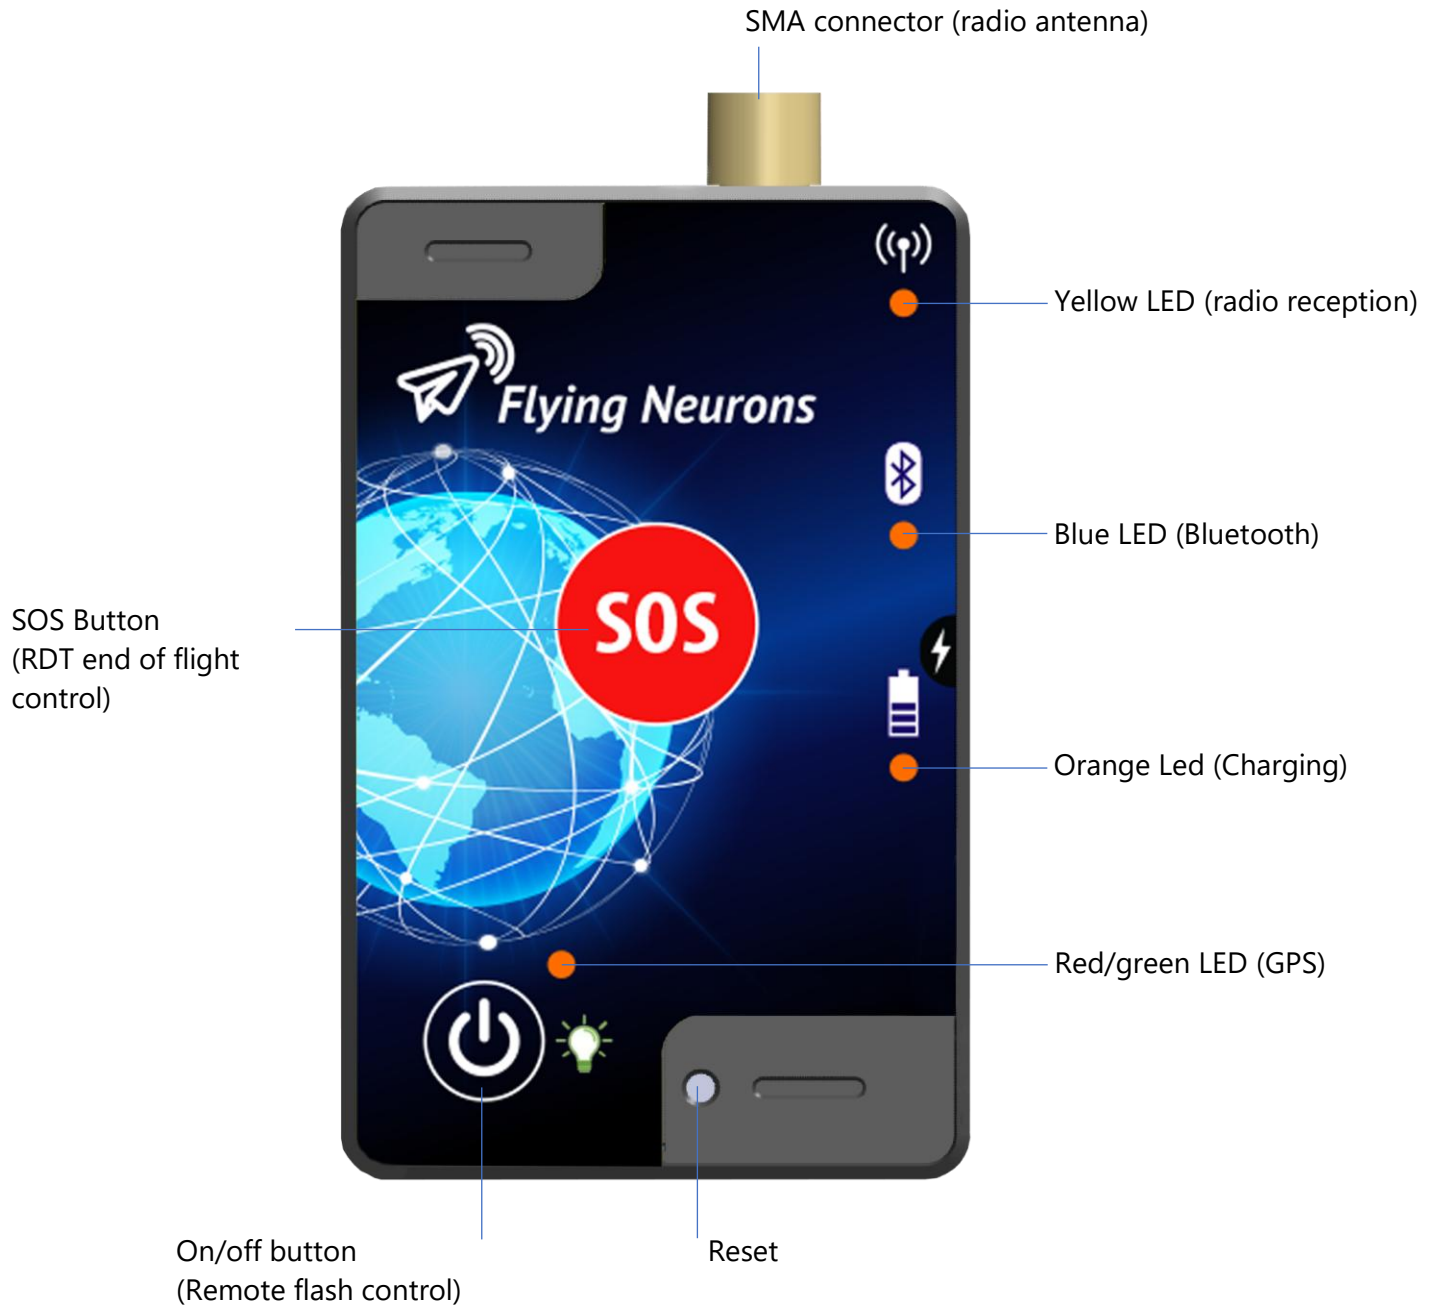 SMA connector (radio antenna)
Yellow LED (radio reception)
Flying Neurons
Blue LED (Bluetooth)
SOS Button
(RDT end of flight
control)
SOS
Orange Led (Charging)
Red/green LED (GPS)
On/off button
(Remote flash control)
Reset